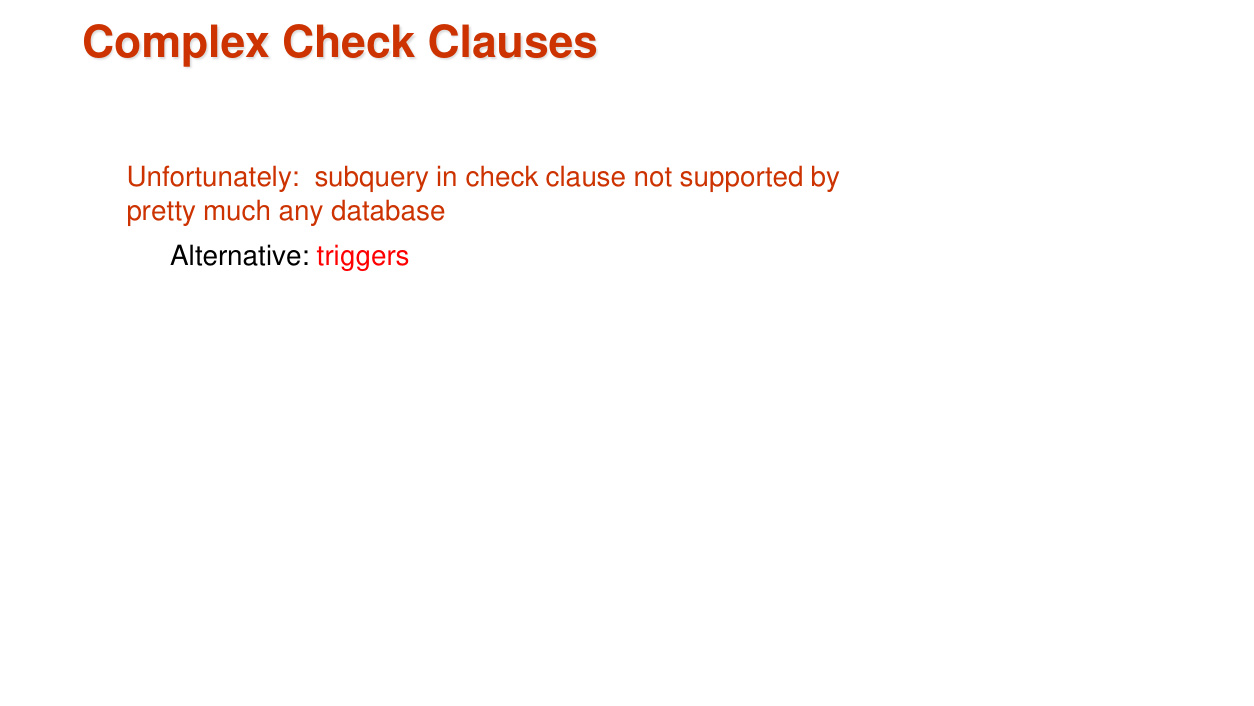 Complex Check Clauses
Unfortunately:  subquery in check clause not supported by
pretty much any database
Alternative: triggers